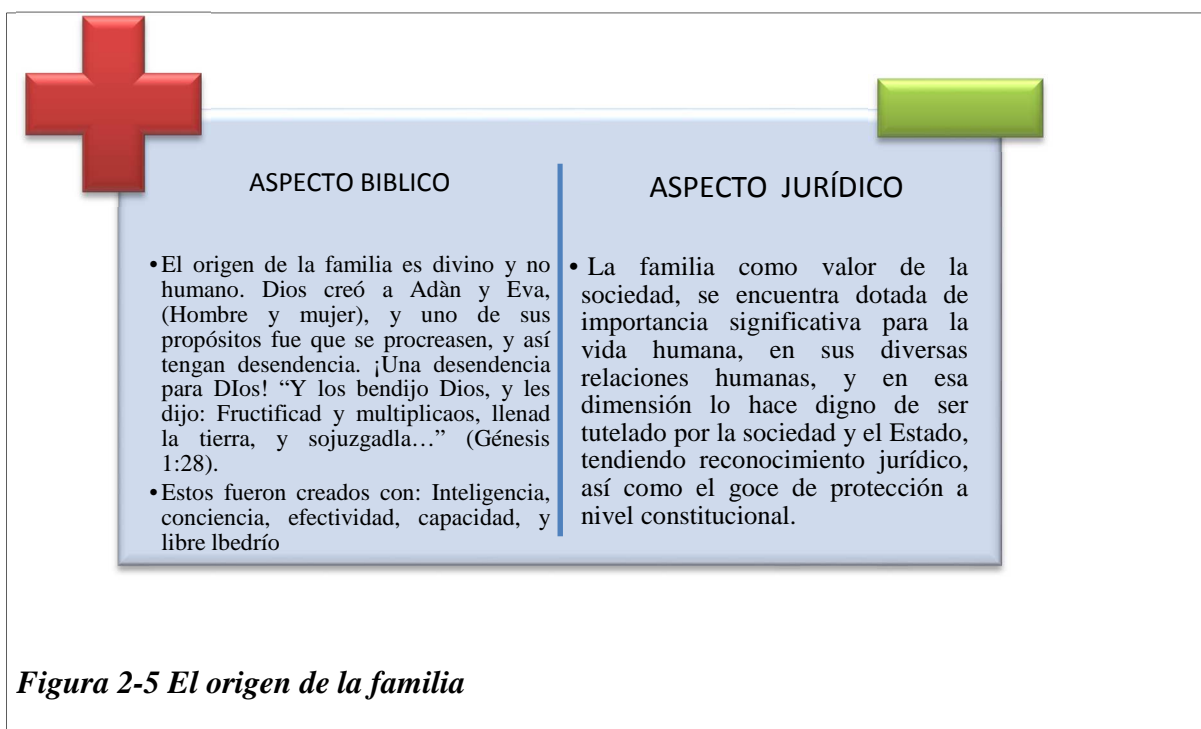 ASPECTO BIBLICO
•El origen de la familia es divino y no
humano. Dios creó a Adàn y Eva,
(Hombre y mujer), y uno de sus
propósitos fue que se procreasen, y así
tengan desendencia. ¡Una desendencia
para DIos! “Y los bendijo Dios, y les
dijo: Fructificad y multiplicaos, llenad
la tierra, y sojuzgadla…” (Génesis
1:28).
•Estos fueron creados con: Inteligencia,
conciencia, efectividad, capacidad, y
libre lbedrío
ASPECTO JURÍDICO
• La familia como valor de la
sociedad, se encuentra dotada de
importancia significativa para la
vida humana, en sus diversas
relaciones humanas, y en esa
dimensión lo hace digno de ser
tutelado por la sociedad y el Estado,
tendiendo reconocimiento jurídico,
así como el goce de protección a
nivel constitucional.
Figura 2-5 El origen de la familia